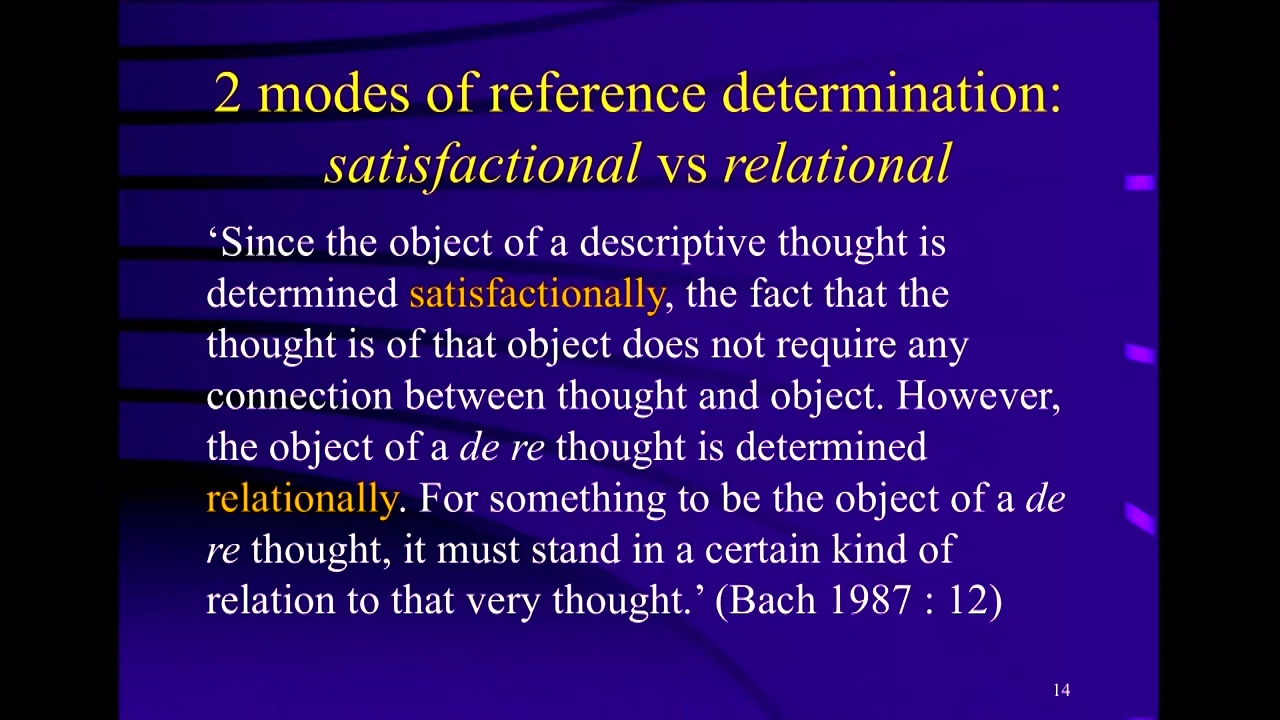 2 modes of reference determination:
satisfactional vs relational
‘Since the object of a descriptive thought is
determined satisfactionally, the fact that the
thought is of that object does not require any
connection between thought and object. However,
the object of a de re thought is determined
relationally. For something to be the object of a de
re thought, it must stand in a certain kind of
relation to that very thought.’ (Bach 1987 : 12)
14